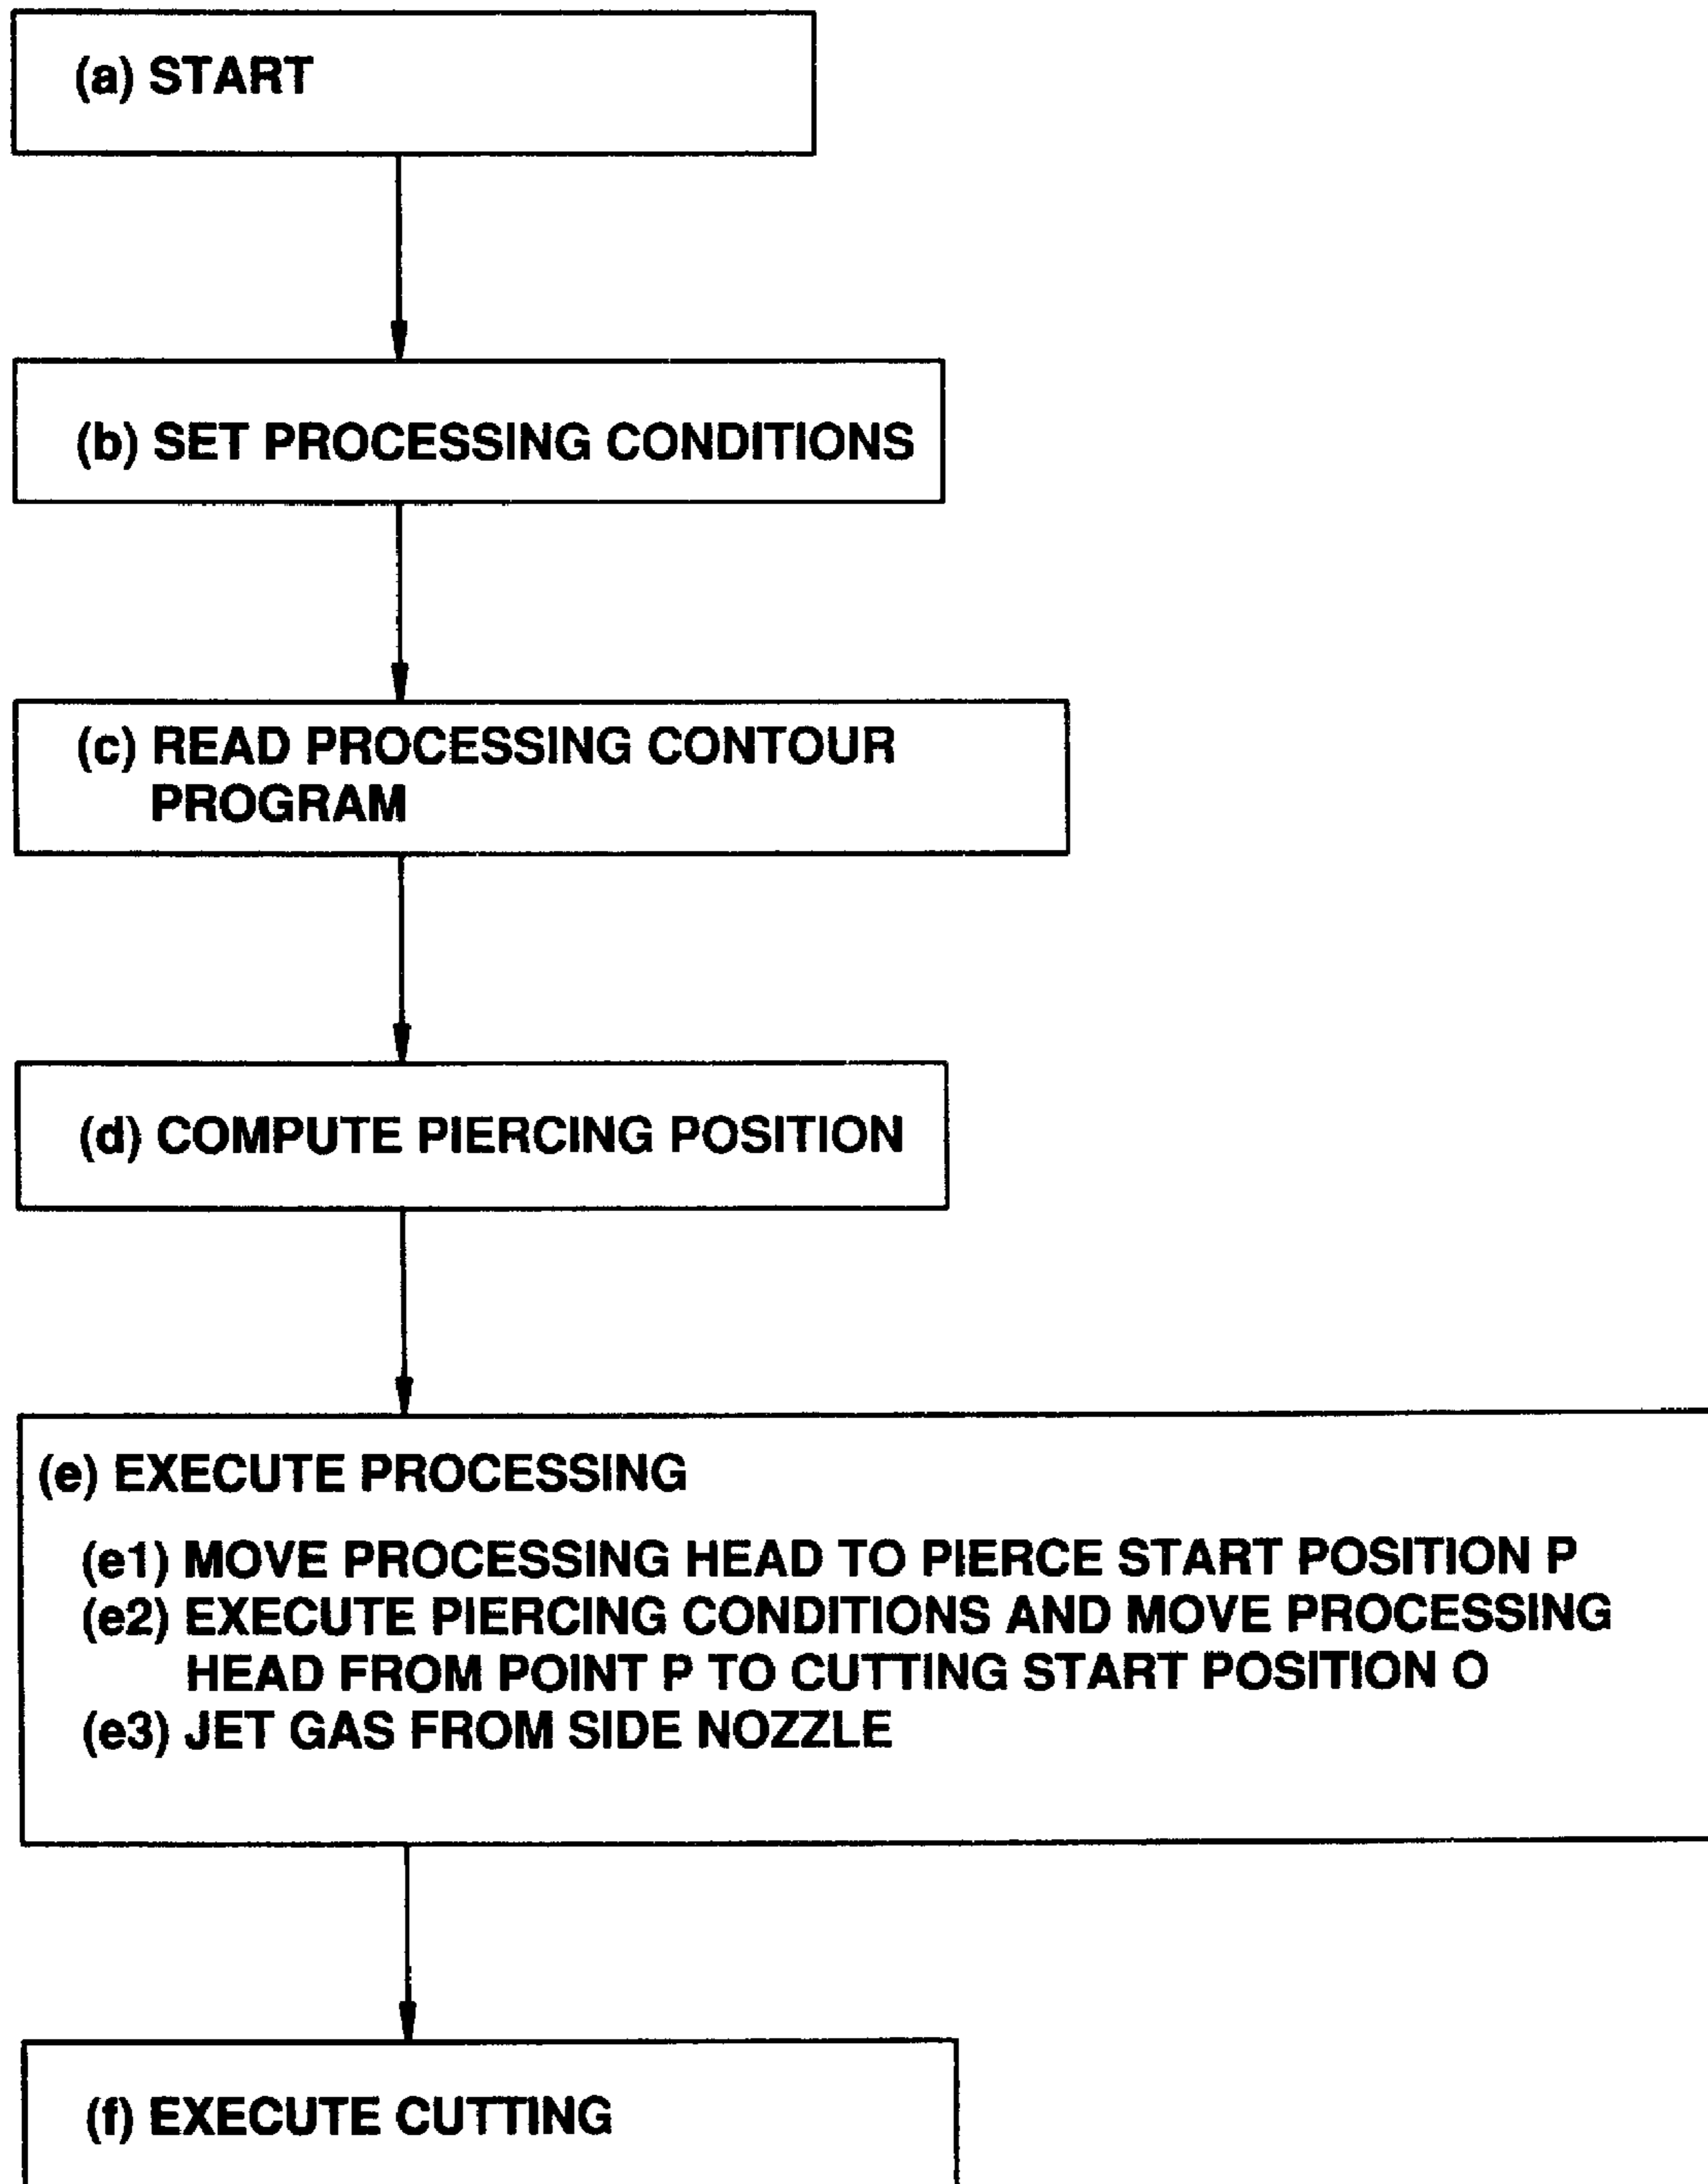 (a) START
(b) SET PROCESSING CONDITIONS
(c) READ PROCESSING CONTOUR
PROGRAM
(d) COMPUTE PIERCING POSITION
(e) EXECUTE PROCESSING
(e1) MOVE PROCESSING HEAD TO PIERCE START POSITION P
(e2) EXECUTE PIERCING CONDITIONS AND MOVE PROCESSING
HEAD FROM POINT P TO CUTTING START POSITION O
(e3) JET GAS FROM SIDE NOZZLE
(f) EXECUTE CUTTING